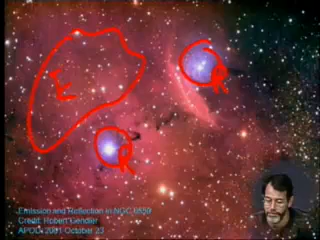 E
R
R
Emission and Reflection in NGC 6559
Credit: Robert Gendler
APOD: 2001 October 23